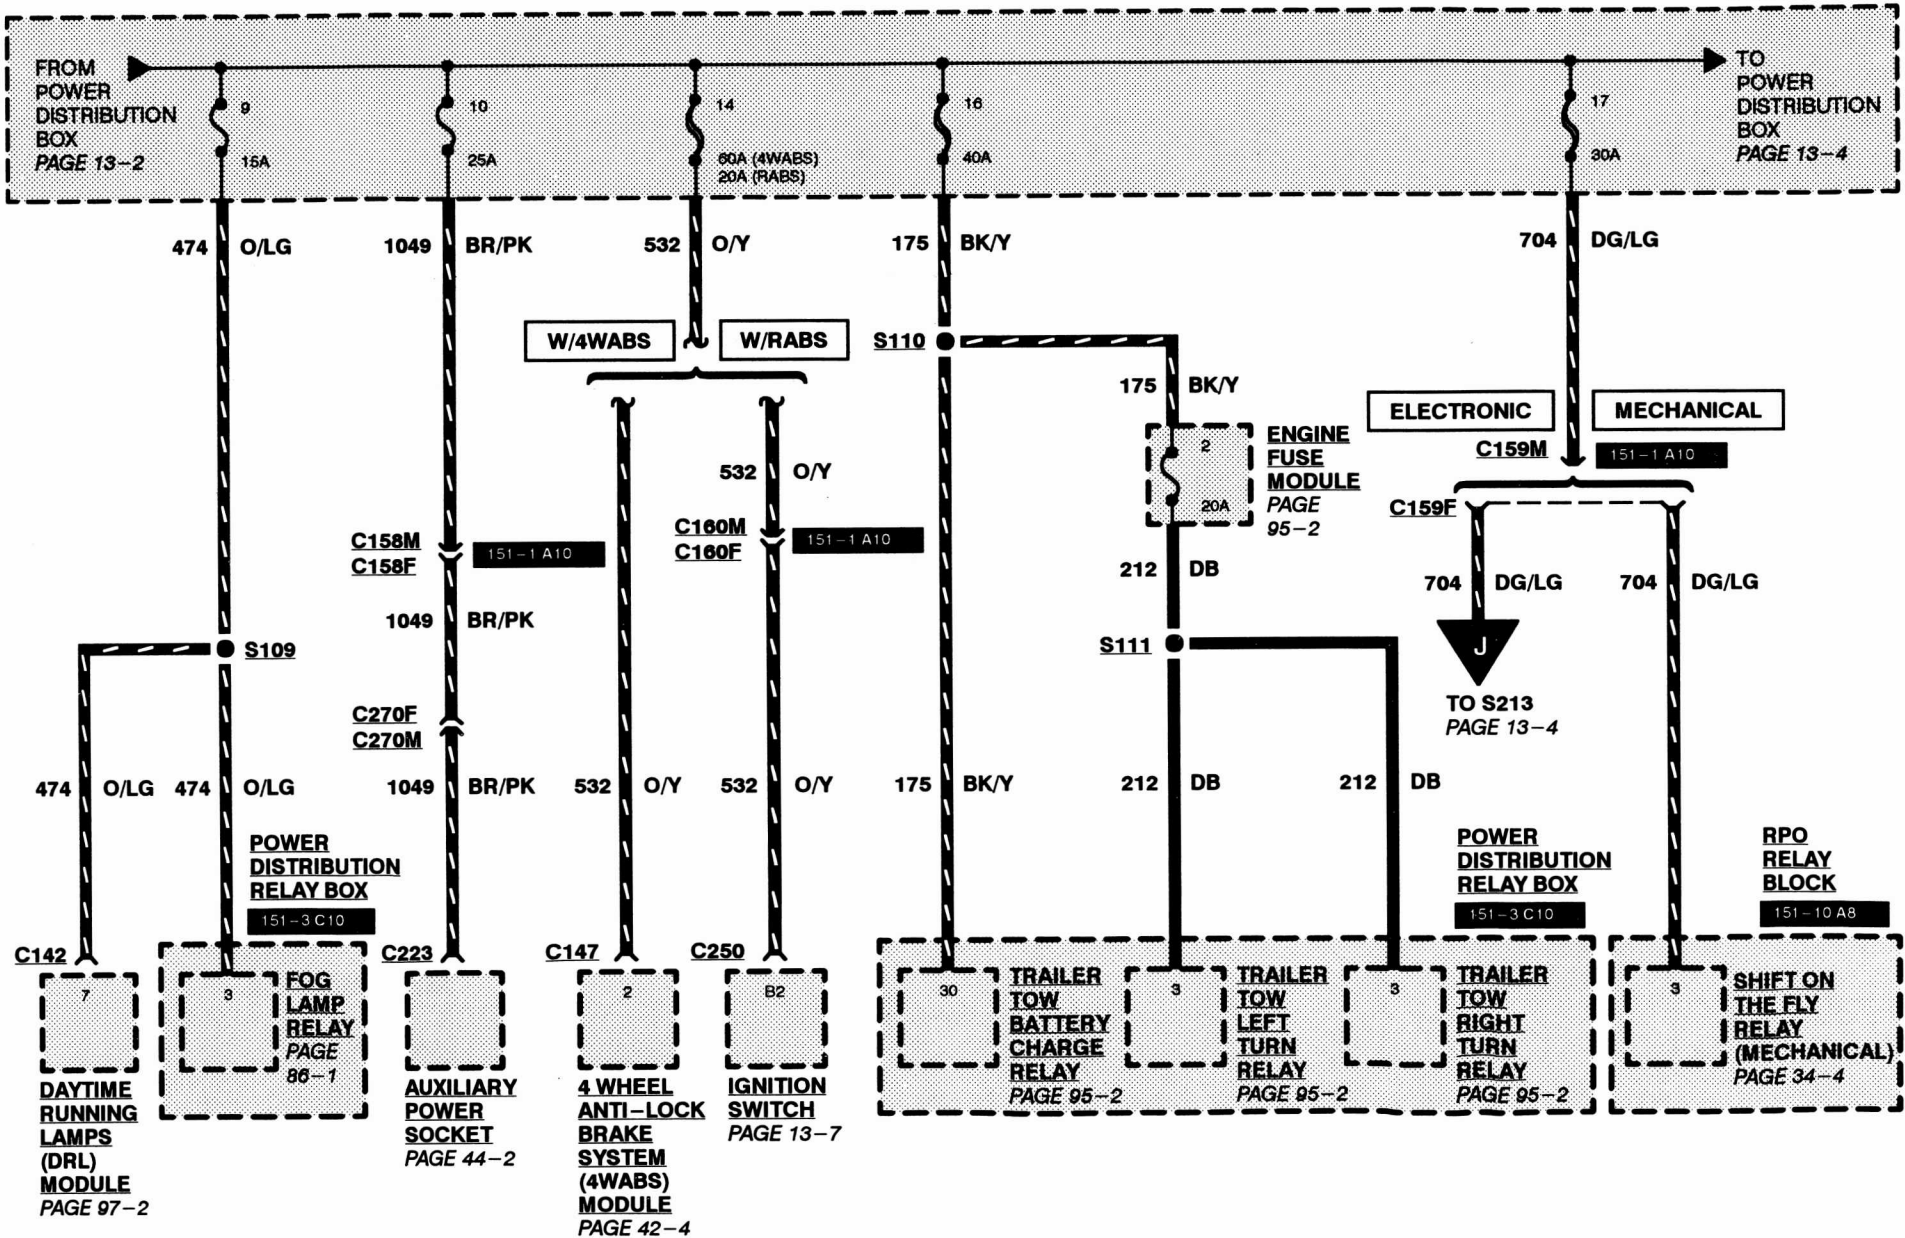 FROM
POWER
DISTRIBUTION
BOX
PAGE 13-2
9
15A
10
25A
14
60A (4WABS)
20A (RABS)
16
40A
17
30A
TO
POWER
DISTRIBUTION
BOX
PAGE 13-4
474 O/LG
1049 BR/PK
532 O/Y
175 BK/Y
704 DG/LG
W/4WABS
W/RABS
S110
175 BK/Y
ELECTRONIC
MECHANICAL
C159M
151-1 A10
2
20A
ENGINE
FUSE
MODULE
PAGE
95-2
532 O/Y
C159F
C158M
C158F
151-1 A10
C160M
C160F
151-1 A10
212 DB
704 DG/LG
704 DG/LG
1049 BR/PK
S109
S111
J
TO S213
PAGE 13-4
C270F
C270M
474 O/LG
474 O/LG
1049 BR/PK
532 O/Y
532 O/Y
175 BK/Y
212 DB
212 DB
POWER
DISTRIBUTION
RELAY BOX
151-3 C10
POWER
DISTRIBUTION
RELAY BOX
151-3 C10
RPO
RELAY
BLOCK
151-10 A8
C142
C223
C147
C250
7
DAYTIME
RUNNING
LAMPS
(DRL)
MODULE
PAGE 97-2
3
FOG
LAMP
RELAY
PAGE
86-1
AUXILIARY
POWER
SOCKET
PAGE 44-2
2
4 WHEEL
ANTI-LOCK
BRAKE
SYSTEM
(4WABS)
MODULE
PAGE 42-4
B2
IGNITION
SWITCH
PAGE 13-7
30
TRAILER
TOW
BATTERY
CHARGE
RELAY
PAGE 95-2
3
TRAILER
TOW
LEFT
TURN
RELAY
PAGE 95-2
3
TRAILER
TOW
RIGHT
TURN
RELAY
PAGE 95-2
3
SHIFT ON
THE FLY
RELAY
(MECHANICAL)
PAGE 34-4